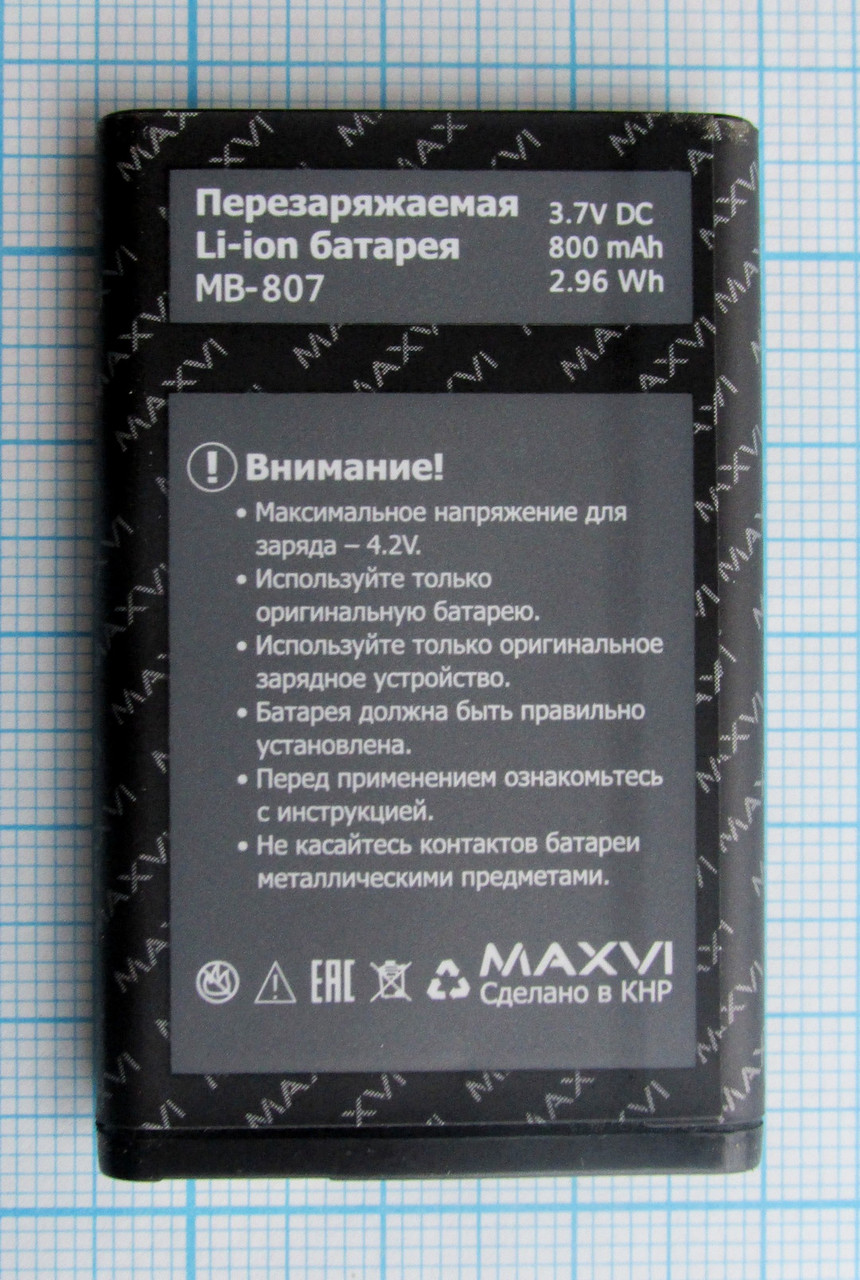 Перезаряжаемая
Li-ion батарея
MB-807
3.7V DC
800 mAh
2.96 Wh
! Внимание!
• Максимальное напряжение для
заряда – 4.2V.
• Используйте только
оригинальную батарею.
• Используйте только оригинальное
зарядное устройство.
• Батарея должна быть правильно
установлена.
• Перед применением ознакомьтесь
с инструкцией.
• Не касайтесь контактов батареи
металлическими предметами.
EAC
MAXVI
Сделано в КНР